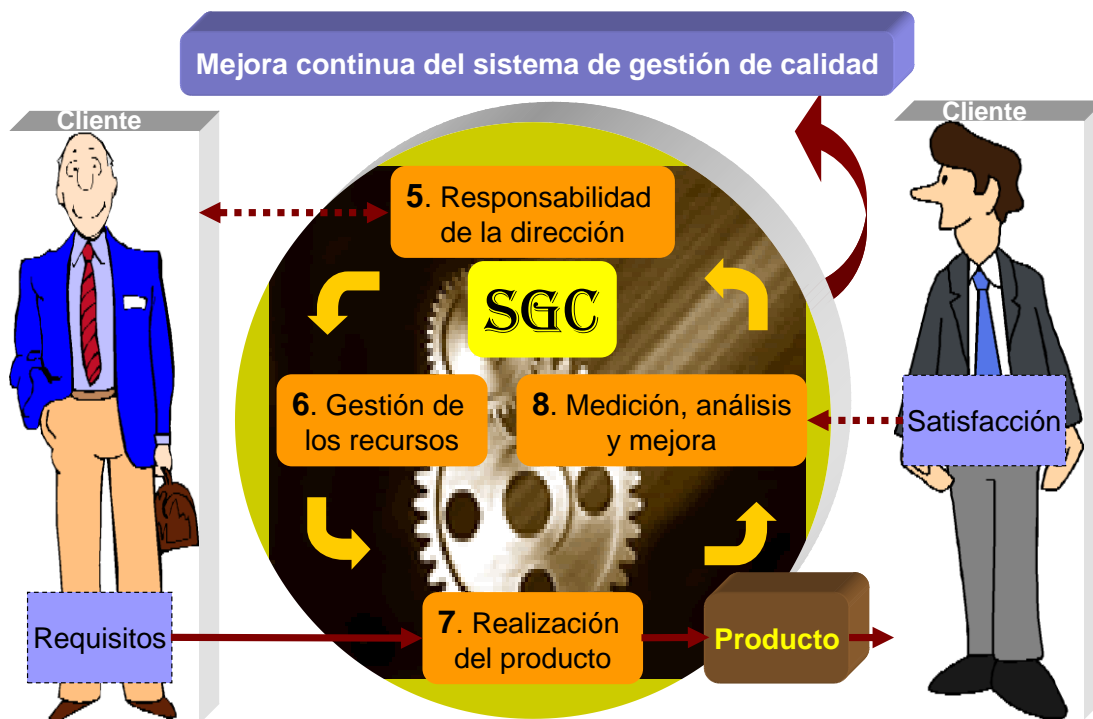 Mejora continua del sistema de gestión de calidad
Cliente
Cliente
5. Responsabilidad
de la dirección
SGC
6. Gestión de
los recursos
8. Medición, análisis
y mejora
Satisfacción
Requisitos
7. Realización
del producto
Producto